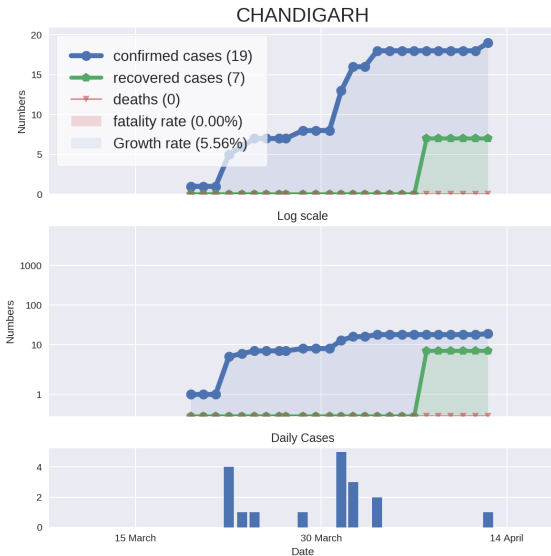 CHANDIGARH
20
15
10
5
0
Numbers
confirmed cases (19)
recovered cases (7)
deaths (0)
fatality rate (0.00%)
Growth rate (5.56%)
Log scale
1000
100
10
1
Numbers
Daily Cases
4
2
0
15 March
30 March
14 April
Date